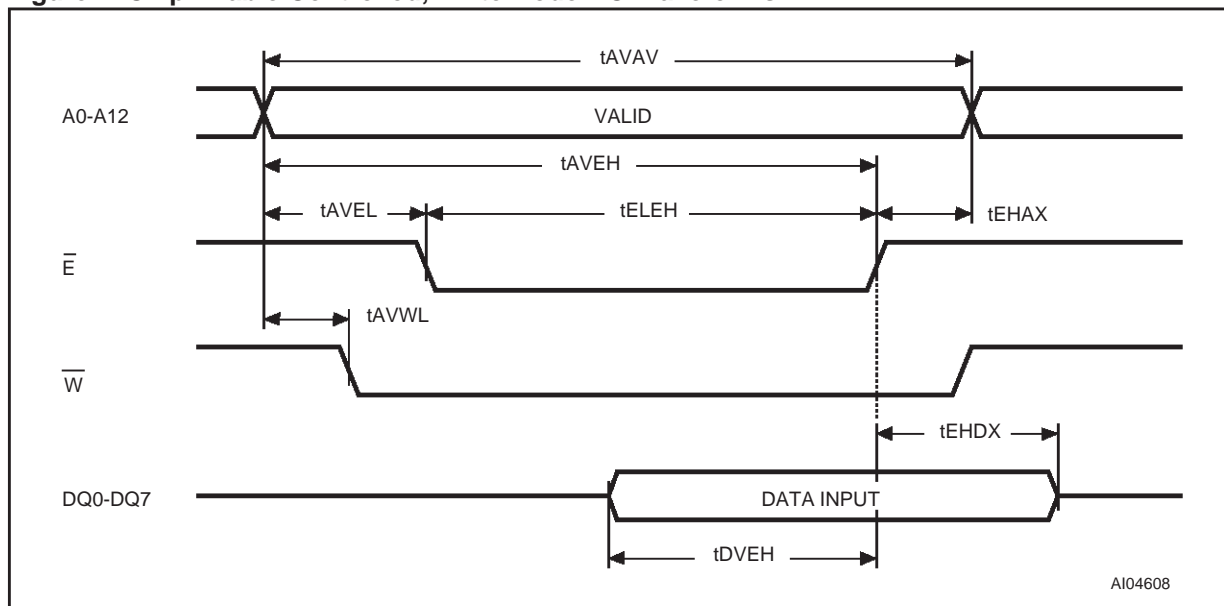 tAVAV
A0-A12
VALID
tAVEH
tAVEL
tELEH
tEHAX
E̅
tAVWL
W̅
tEHDX
DQ0-DQ7
DATA INPUT
tDVEH
AI04608